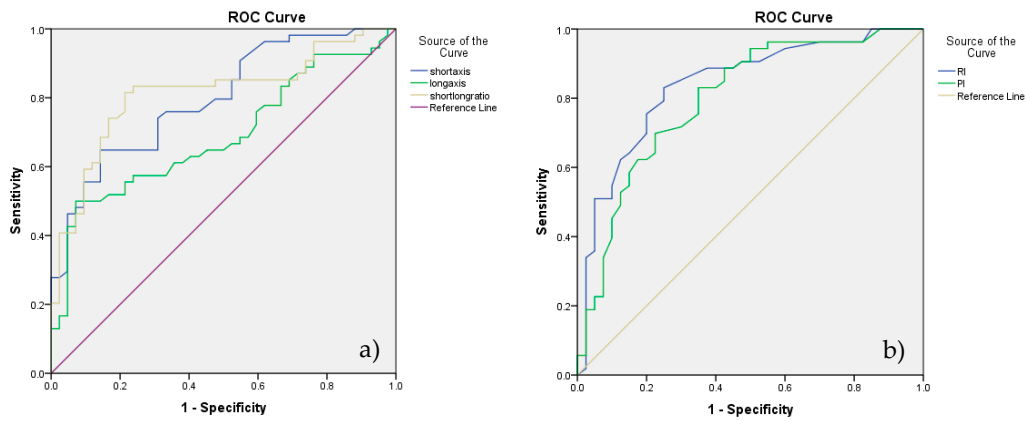 ROC Curve
Source of the
Curve
shortaxis
longaxis
shortlongratio
Reference Line
Sensitivity
1.0
0.8
0.6
0.4
0.2
0.0
0.0 0.2 0.4 0.6 0.8 1.0
1 - Specificity
a)
ROC Curve
Source of the
Curve
RI
PI
Reference Line
Sensitivity
1.0
0.8
0.6
0.4
0.2
0.0
0.0 0.2 0.4 0.6 0.8 1.0
1 - Specificity
b)